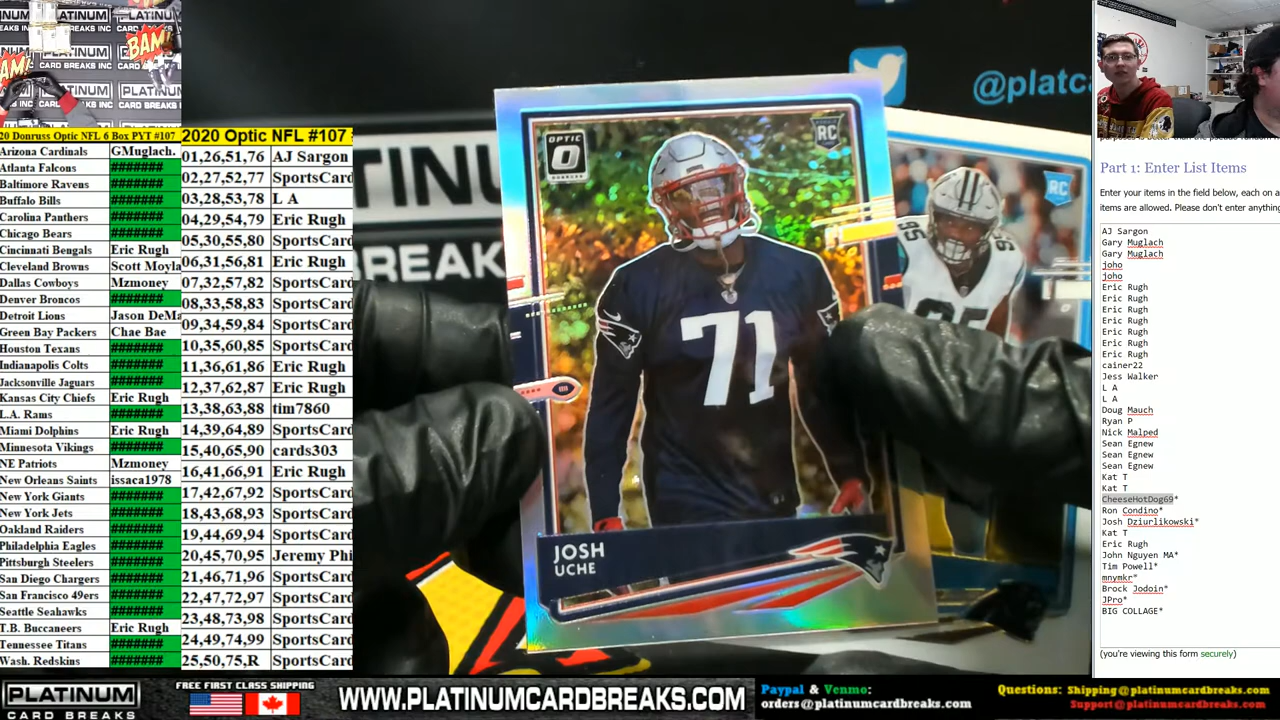 PLATINUM
CARD BREAKS INC
BAM!
20 Donruss Optic NFL 6 Box PYT #107
Arizona Cardinals GMuglach.
Atlanta Falcons #######
Baltimore Ravens #######
Buffalo Bills #######
Carolina Panthers #######
Chicago Bears #######
Cincinnati Bengals Eric Rugh
Cleveland Browns Scott Moyla
Dallas Cowboys Mzmoney
Denver Broncos #######
Detroit Lions Jason DeMa
Green Bay Packers Chae Bae
Houston Texans #######
Indianapolis Colts #######
Jacksonville Jaguars #######
Kansas City Chiefs Eric Rugh
L.A. Rams #######
Miami Dolphins Eric Rugh
Minnesota Vikings #######
NE Patriots Mzmoney
New Orleans Saints issaca1978
New York Giants #######
New York Jets #######
Oakland Raiders #######
Philadelphia Eagles #######
Pittsburgh Steelers #######
San Diego Chargers #######
San Francisco 49ers #######
Seattle Seahawks #######
T.B. Buccaneers Eric Rugh
Tennessee Titans #######
Wash. Redskins #######
2020 Optic NFL #107
01,26,51,76 AJ Sargon
02,27,52,77 SportsCard
03,28,53,78 L A
04,29,54,79 Eric Rugh
05,30,55,80 SportsCard
06,31,56,81 Eric Rugh
07,32,57,82 SportsCard
08,33,58,83 SportsCard
09,34,59,84 SportsCard
10,35,60,85 SportsCard
11,36,61,86 Eric Rugh
12,37,62,87 Eric Rugh
13,38,63,88 tim7860
14,39,64,89 SportsCard
15,40,65,90 cards303
16,41,66,91 Eric Rugh
17,42,67,92 SportsCard
18,43,68,93 SportsCard
19,44,69,94 SportsCard
20,45,70,95 Jeremy Phi
21,46,71,96 SportsCard
22,47,72,97 SportsCard
23,48,73,98 SportsCard
24,49,74,99 SportsCard
25,50,75,R SportsCard
@platca
OPTIC
RC
71
JOSH
UCHE
RC
95
Part 1: Enter List Items
Enter your items in the field below, each on a
items are allowed. Please don't enter anything
AJ Sargon
Gary Muglach
Gary Muglach
joho
joho
Eric Rugh
Eric Rugh
Eric Rugh
Eric Rugh
Eric Rugh
Eric Rugh
Eric Rugh
cainer22
Jess Walker
L A
L A
Doug Mauch
Ryan P
Nick Malped
Sean Egnew
Sean Egnew
Sean Egnew
Kat T
Kat T
CheeseHotDog69*
Ron Condino*
Josh Dziurlikowski*
Kat T
Eric Rugh
John Nguyen MA*
Tim Powell*
mnymkr*
Brock Jodoin*
JPro*
BIG COLLAGE*
(you're viewing this form securely)
PLATINUM
CARD BREAKS
FREE FIRST CLASS SHIPPING
WWW.PLATINUMCARDBREAKS.COM
Paypal & Venmo:
orders@platinumcardbreaks.com
Questions: Shipping@platinumcardbreaks.com
Support@platinumcardbreaks.com